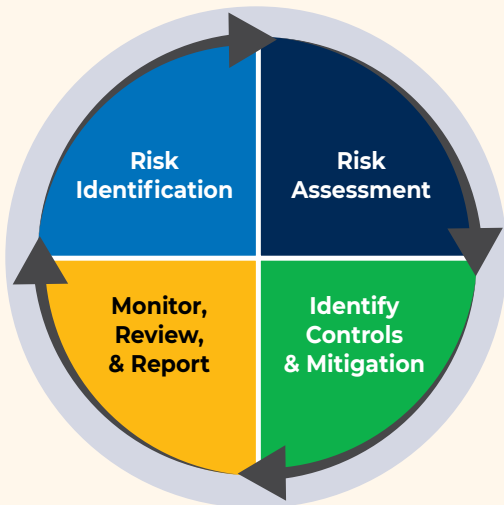 Risk
Identification
Risk
Assessment
Monitor,
Review,
& Report
Identify
Controls
& Mitigation